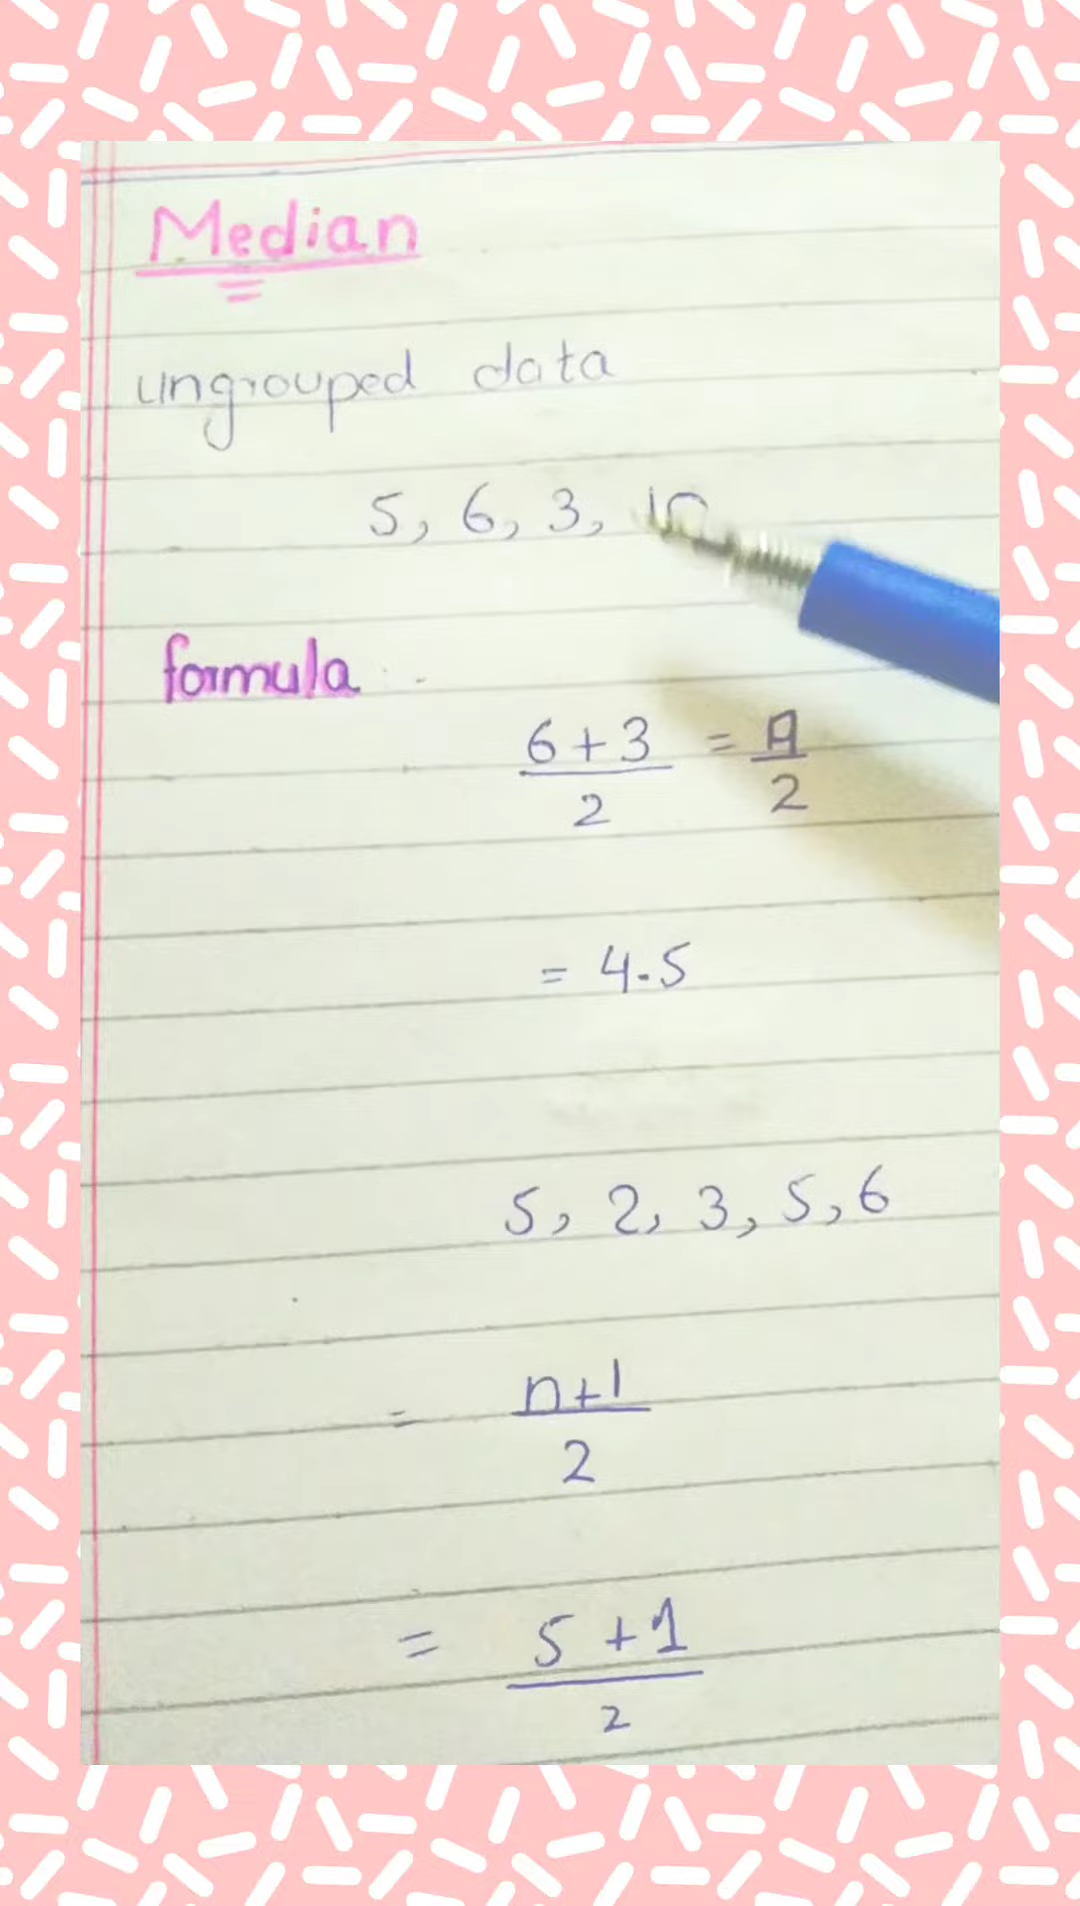 Median
ungrouped data
5, 6, 3, 10
formula
6+3 / 2 = 9 / 2
= 4.5
5, 2, 3, 5, 6
= n+1 / 2
= 5+1 / 2